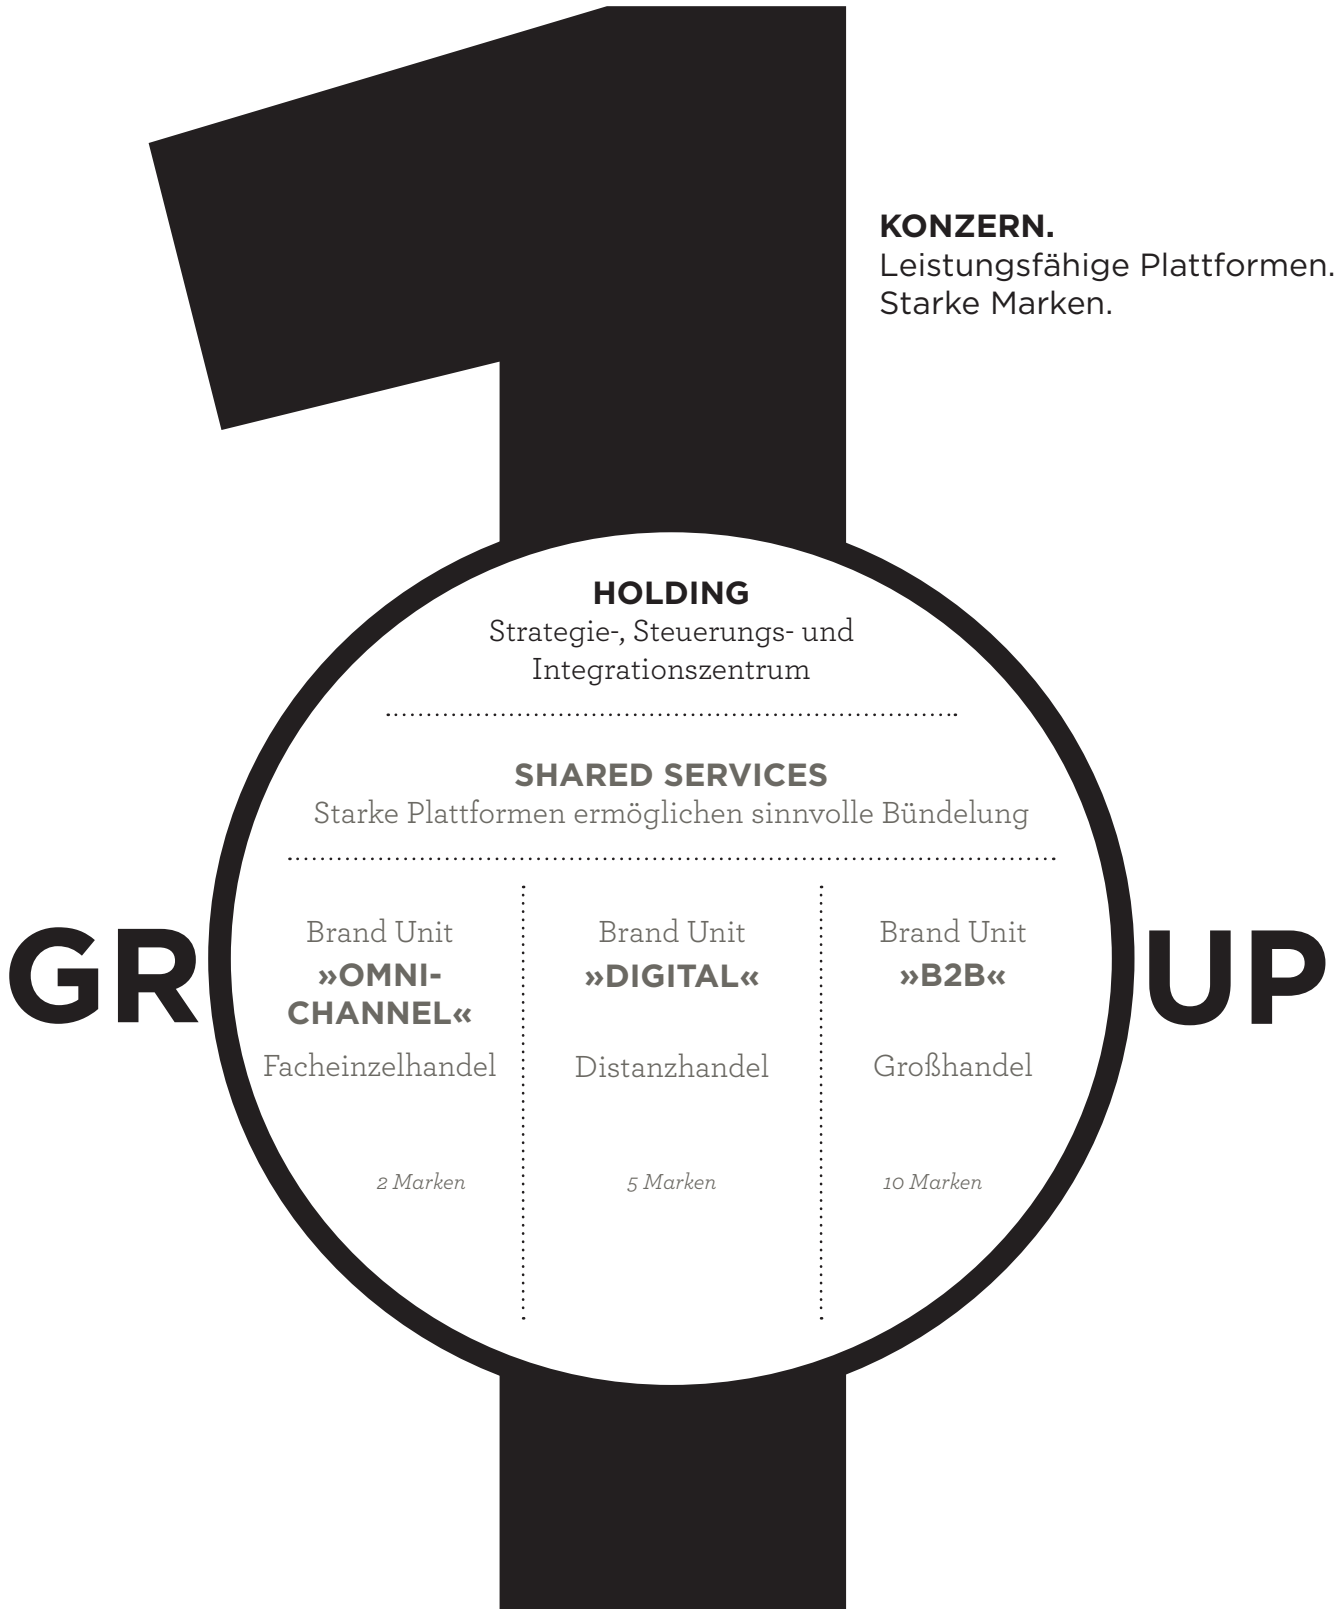 1
KONZERN.
Leistungsfähige Plattformen.
Starke Marken.
HOLDING
Strategie-, Steuerungs- und
Integrationszentrum
SHARED SERVICES
Starke Plattformen ermöglichen sinnvolle Bündelung
GR UP
Brand Unit
»OMNI-
CHANNEL«
Facheinzelhandel
2 Marken
Brand Unit
»DIGITAL«
Distanzhandel
5 Marken
Brand Unit
»B2B«
Großhandel
10 Marken